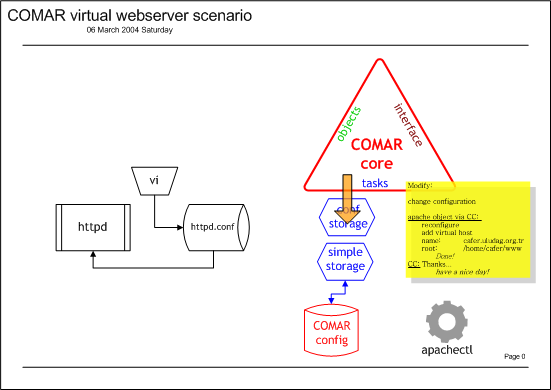 COMAR virtual webserver scenario
06 March 2004 Saturday
objects
interface
COMAR
core
tasks
vi
httpd
httpd.conf
conf
storage
simple
storage
COMAR
config
Modify:
change configuration
apache object via CC:
reconfigure
add virtual host
name: cafer.uludag.org.tr
root: /home/cafer/www
Done!
CC: Thanks...
have a nice day!
apachectl
Page 0